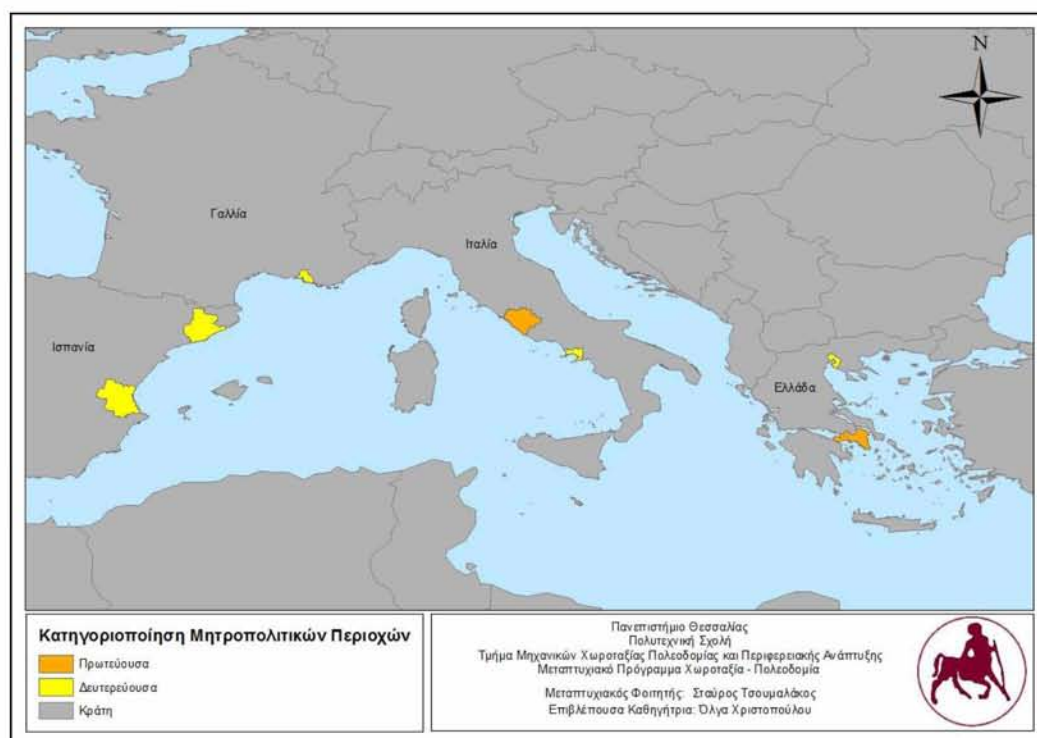 N
Γαλλία
Ιταλία
Ισπανία
Ελλάδα
Κατηγοριοποίηση Μητροπολιτικών Περιοχών
Πρωτεύουσα
Δευτερεύουσα
Κράτη
Πανεπιστήμιο Θεσσαλίας
Πολυτεχνική Σχολή
Τμήμα Μηχανικών Χωροταξίας Πολεοδομίας και Περιφερειακής Ανάπτυξης
Μεταπτυχιακό Πρόγραμμα Χωροταξία - Πολεοδομία
Μεταπτυχιακός Φοιτητής: Σταύρος Τσουμαλάκος
Επιβλέπουσα Καθηγήτρια: Όλγα Χριστοπούλου